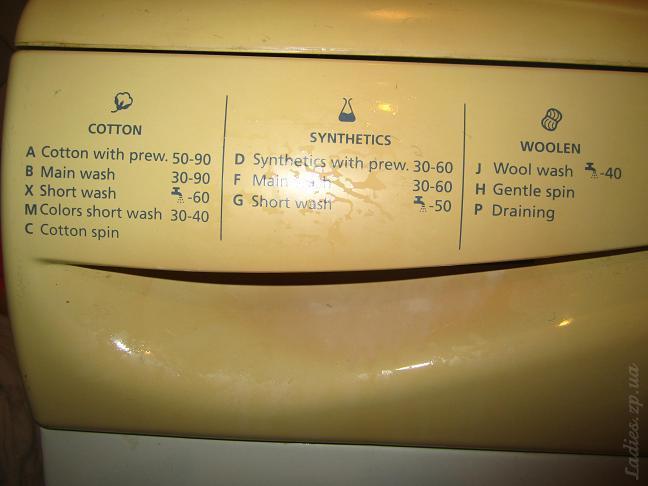 COTTON
A Cotton with prew. 50-90
B Main wash 30-90
X Short wash -60
M Colors short wash 30-40
C Cotton spin
SYNTHETICS
D Synthetics with prew. 30-60
F Main wash 30-60
G Short wash -50
WOOLEN
J Wool wash -40
H Gentle spin
P Draining
Ladies.zp.ua